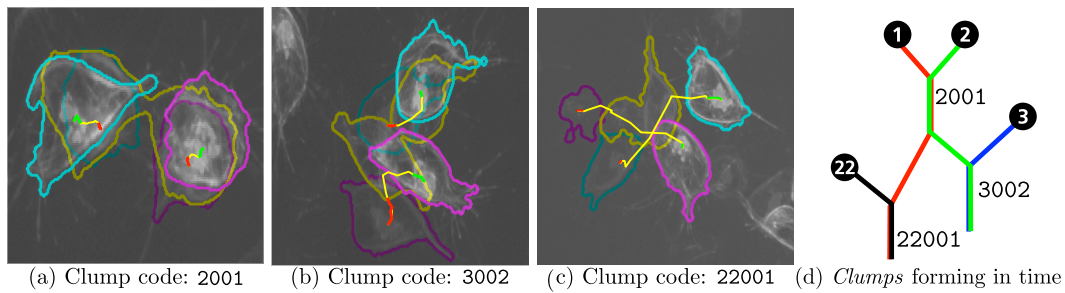 1
2
2001
3
22
3002
22001
(a) Clump code: 2001
(b) Clump code: 3002
(c) Clump code: 22001
(d) Clumps forming in time